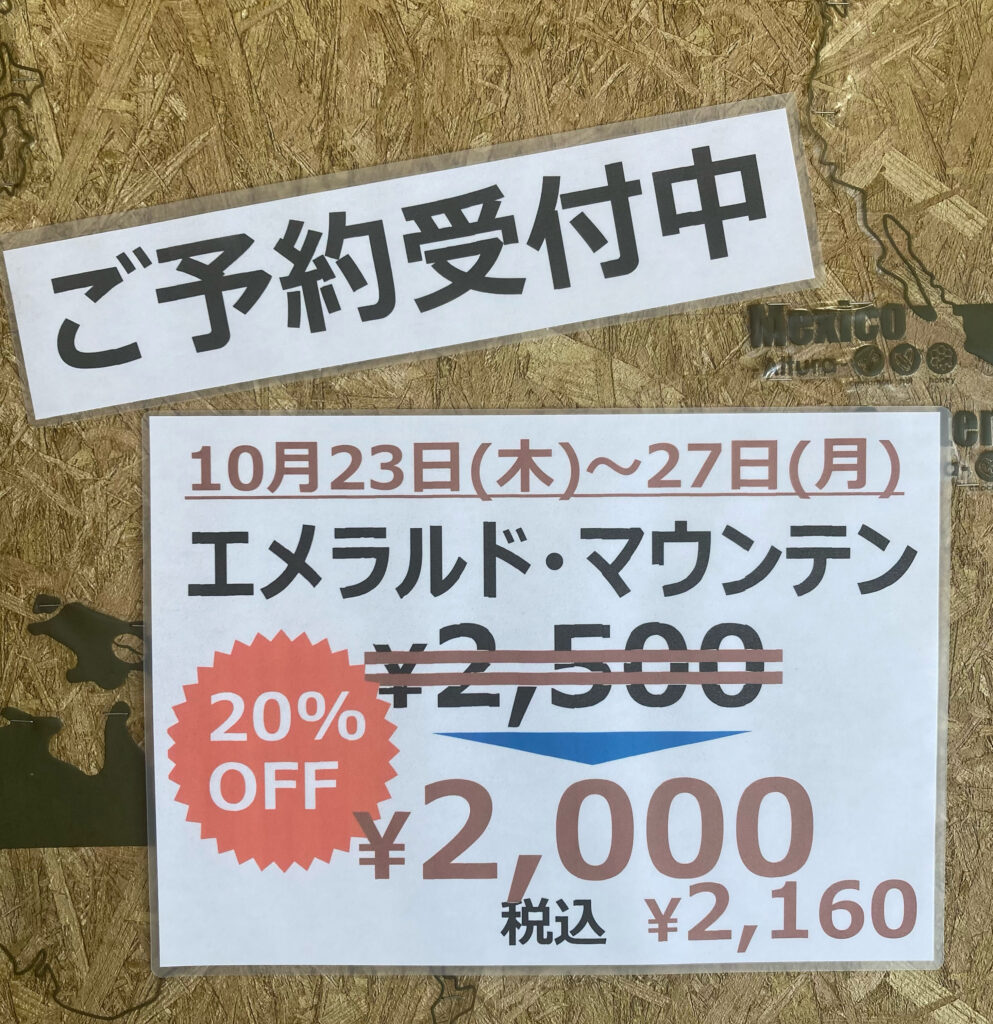 ご予約受付中
Mexico
10月23日(木)～27日(月)
エメラルド・マウンテン
¥2,500
20%
OFF
¥2,000
税込 ¥2,160